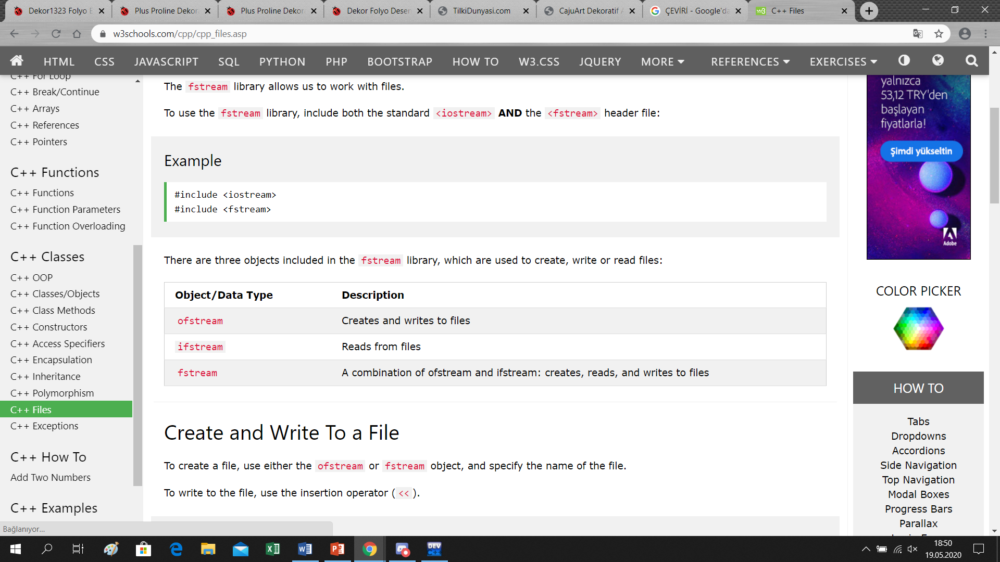 Dekor1323 Folyo E
Plus Proline Dekor
Plus Proline Dekor
Dekor Folyo Desen
TilkiDunyasi.com
CajuArt Dekoratif A
ÇEVİRİ - Google'da
C++ Files
w3schools.com/cpp/cpp_files.asp
HTML CSS JAVASCRIPT SQL PYTHON PHP BOOTSTRAP HOW TO W3.CSS JQUERY MORE REFERENCES EXERCISES
C++ For Loop
C++ Break/Continue
C++ Arrays
C++ References
C++ Pointers
C++ Functions
C++ Functions
C++ Function Parameters
C++ Function Overloading
C++ Classes
C++ OOP
C++ Classes/Objects
C++ Class Methods
C++ Constructors
C++ Access Specifiers
C++ Encapsulation
C++ Inheritance
C++ Polymorphism
C++ Files
C++ Exceptions
C++ How To
Add Two Numbers
C++ Examples
Bağlanıyor...
The fstream library allows us to work with files.
To use the fstream library, include both the standard <iostream> AND the <fstream> header file:
Example
#include <iostream>
#include <fstream>
There are three objects included in the fstream library, which are used to create, write or read files:
Object/Data Type Description
ofstream Creates and writes to files
ifstream Reads from files
fstream A combination of ofstream and ifstream: creates, reads, and writes to files
Create and Write To a File
To create a file, use either the ofstream or fstream object, and specify the name of the file.
To write to the file, use the insertion operator (<<).
yalnızca
53,12 TRY'den
başlayan
fiyatlarla!
Şimdi yükseltin
Adobe
COLOR PICKER
HOW TO
Tabs
Dropdowns
Accordions
Side Navigation
Top Navigation
Modal Boxes
Progress Bars
Parallax
DEV
C++
18:50
19.05.2020